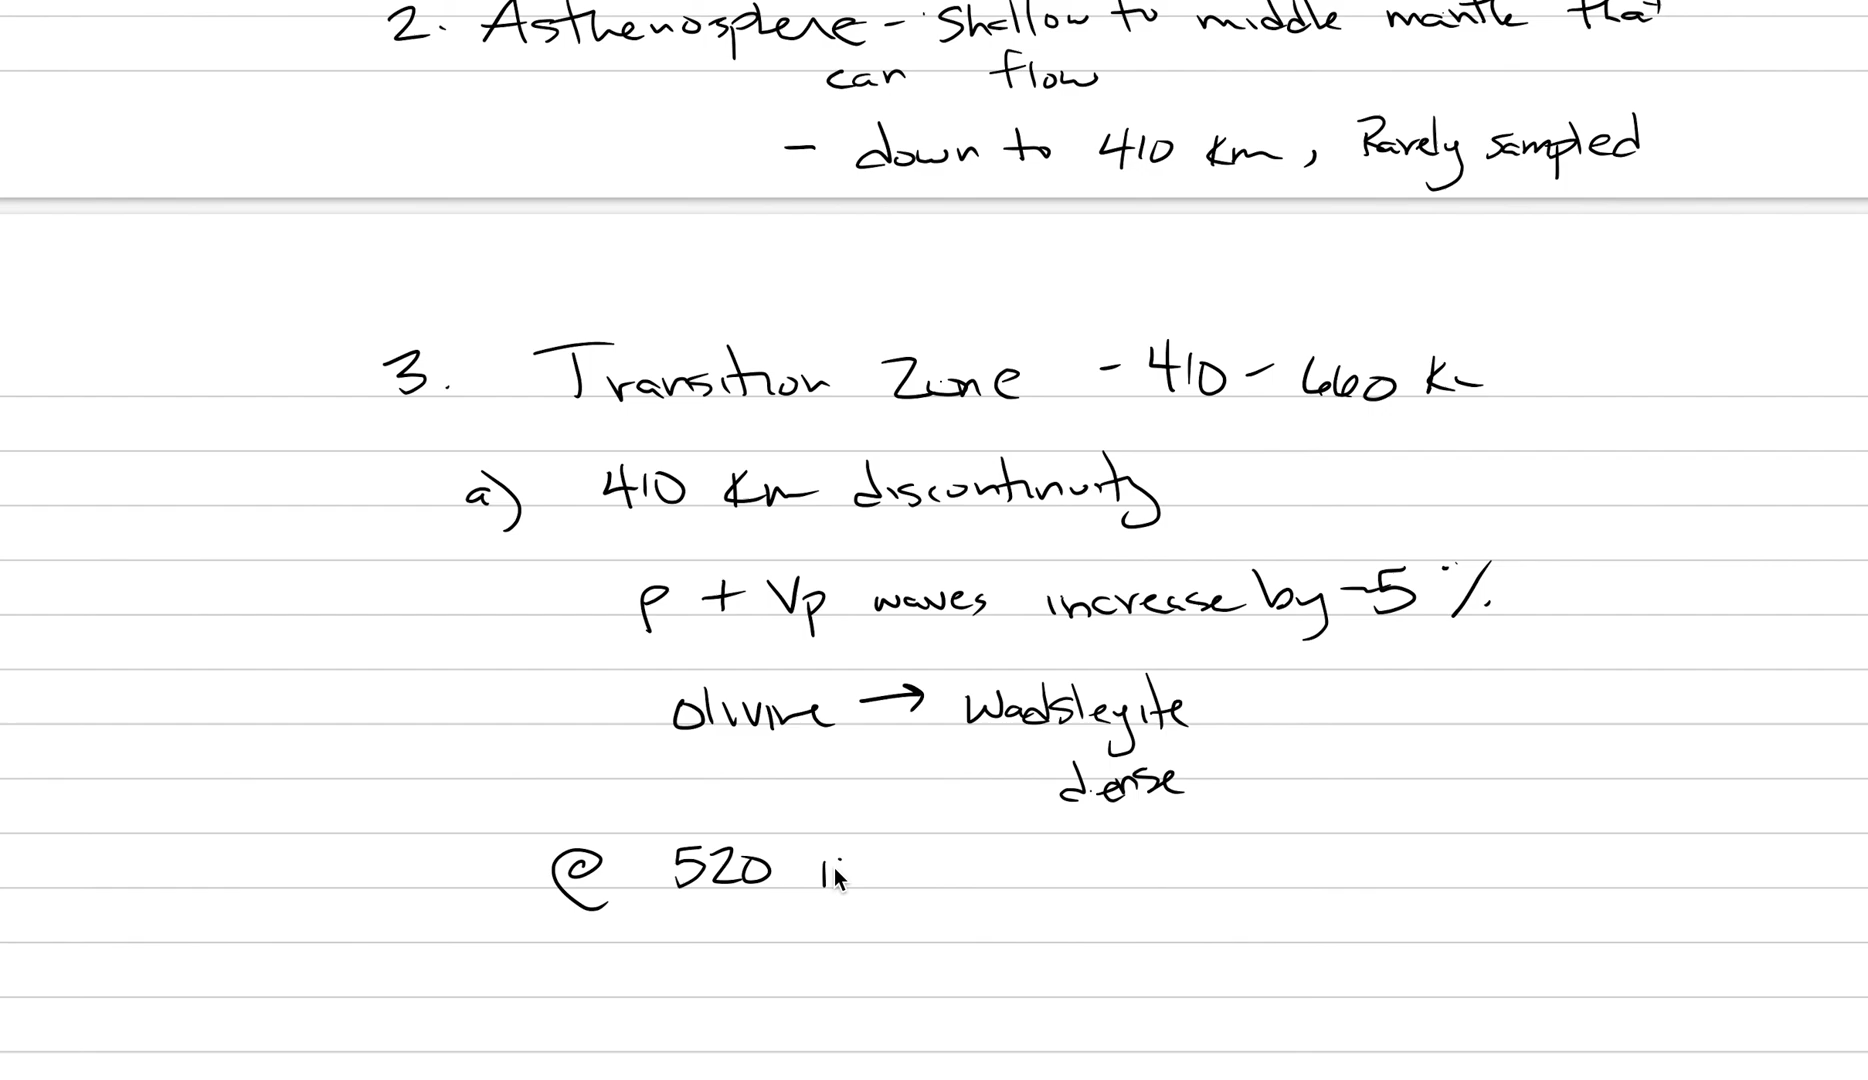 2. Asthenosphere - Shallow to middle mantle that
can flow
- down to 410 km, Rarely sampled
3. Transition Zone - 410 - 660 Km
a) 410 Km discontinuity
ρ + Vp waves increase by ~5 %
olivine → Wadsleyite
dense
@ 520